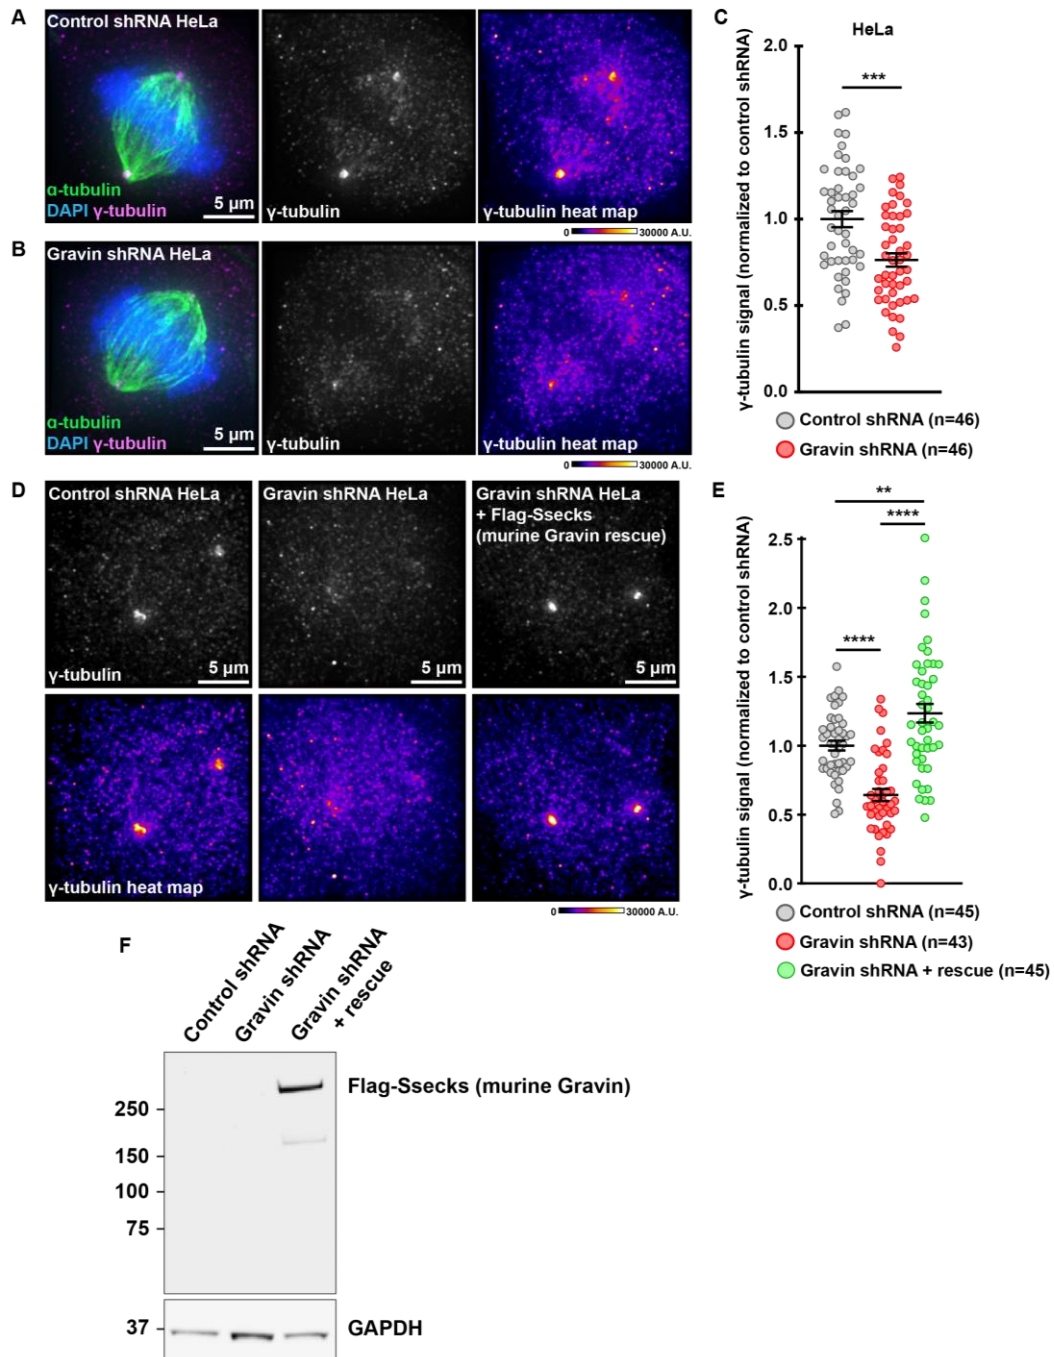 A
Control shRNA HeLa
α-tubulin
DAPI γ-tubulin
5 µm
γ-tubulin
γ-tubulin heat map
0 30000 A.U.
B
Gravin shRNA HeLa
α-tubulin
DAPI γ-tubulin
5 µm
γ-tubulin
γ-tubulin heat map
0 30000 A.U.
C
HeLa
γ-tubulin signal (normalized to control shRNA)
2.0
1.5
1.0
0.5
0.0
***
Control shRNA (n=46)
Gravin shRNA (n=46)
D
Control shRNA HeLa
γ-tubulin
5 µm
Gravin shRNA HeLa
5 µm
Gravin shRNA HeLa
+ Flag-Ssecks
(murine Gravin rescue)
5 µm
γ-tubulin heat map
0 30000 A.U.
E
γ-tubulin signal (normalized to control shRNA)
2.5
2.0
1.5
1.0
0.5
0.0
**
****
****
Control shRNA (n=45)
Gravin shRNA (n=43)
Gravin shRNA + rescue (n=45)
F
Control shRNA
Gravin shRNA
Gravin shRNA
+ rescue
250
150
100
75
37
Flag-Ssecks (murine Gravin)
GAPDH